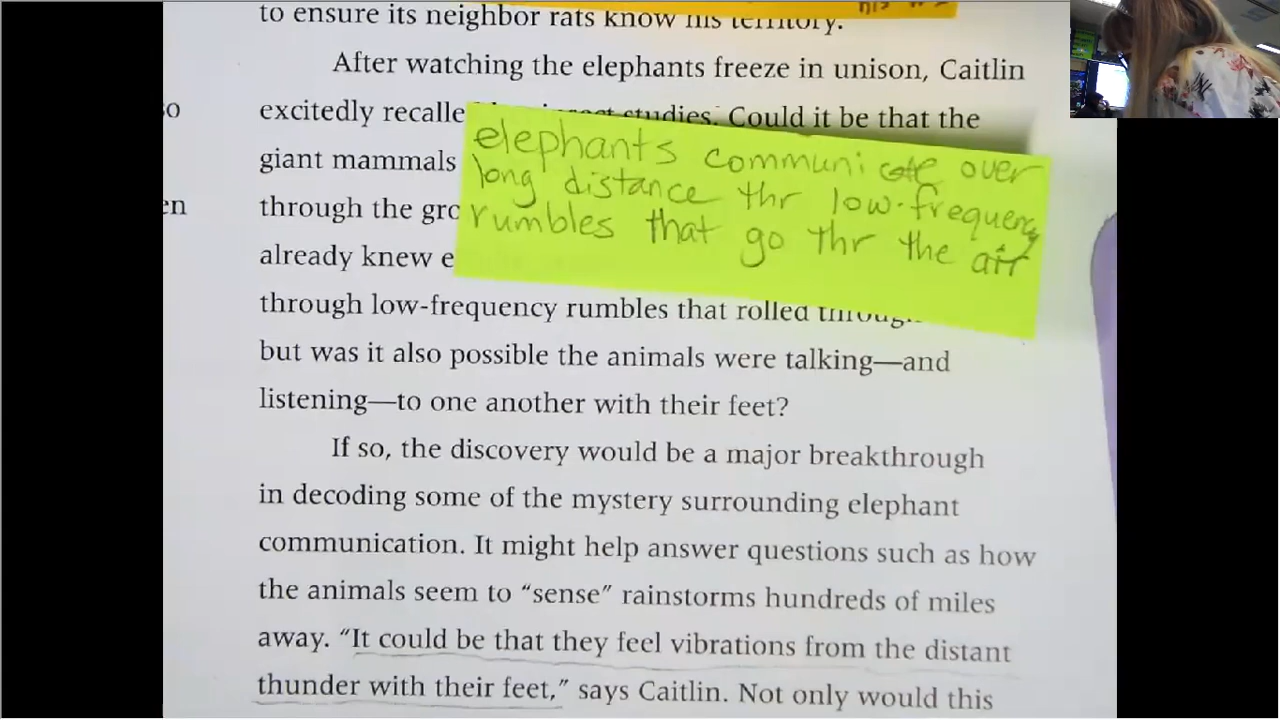 to ensure its neighbor rats know his territory.
After watching the elephants freeze in unison, Caitlin
so
excitedly recalle studies. Could it be that the
elephants communicate over
giant mammals
long distance thr low-frequency
en
through the gro
rumbles that go thr the air
already knew e
through low-frequency rumbles that rolled throug
but was it also possible the animals were talking—and
listening—to one another with their feet?
If so, the discovery would be a major breakthrough
in decoding some of the mystery surrounding elephant
communication. It might help answer questions such as how
the animals seem to “sense” rainstorms hundreds of miles
away. “It could be that they feel vibrations from the distant
thunder with their feet,” says Caitlin. Not only would this